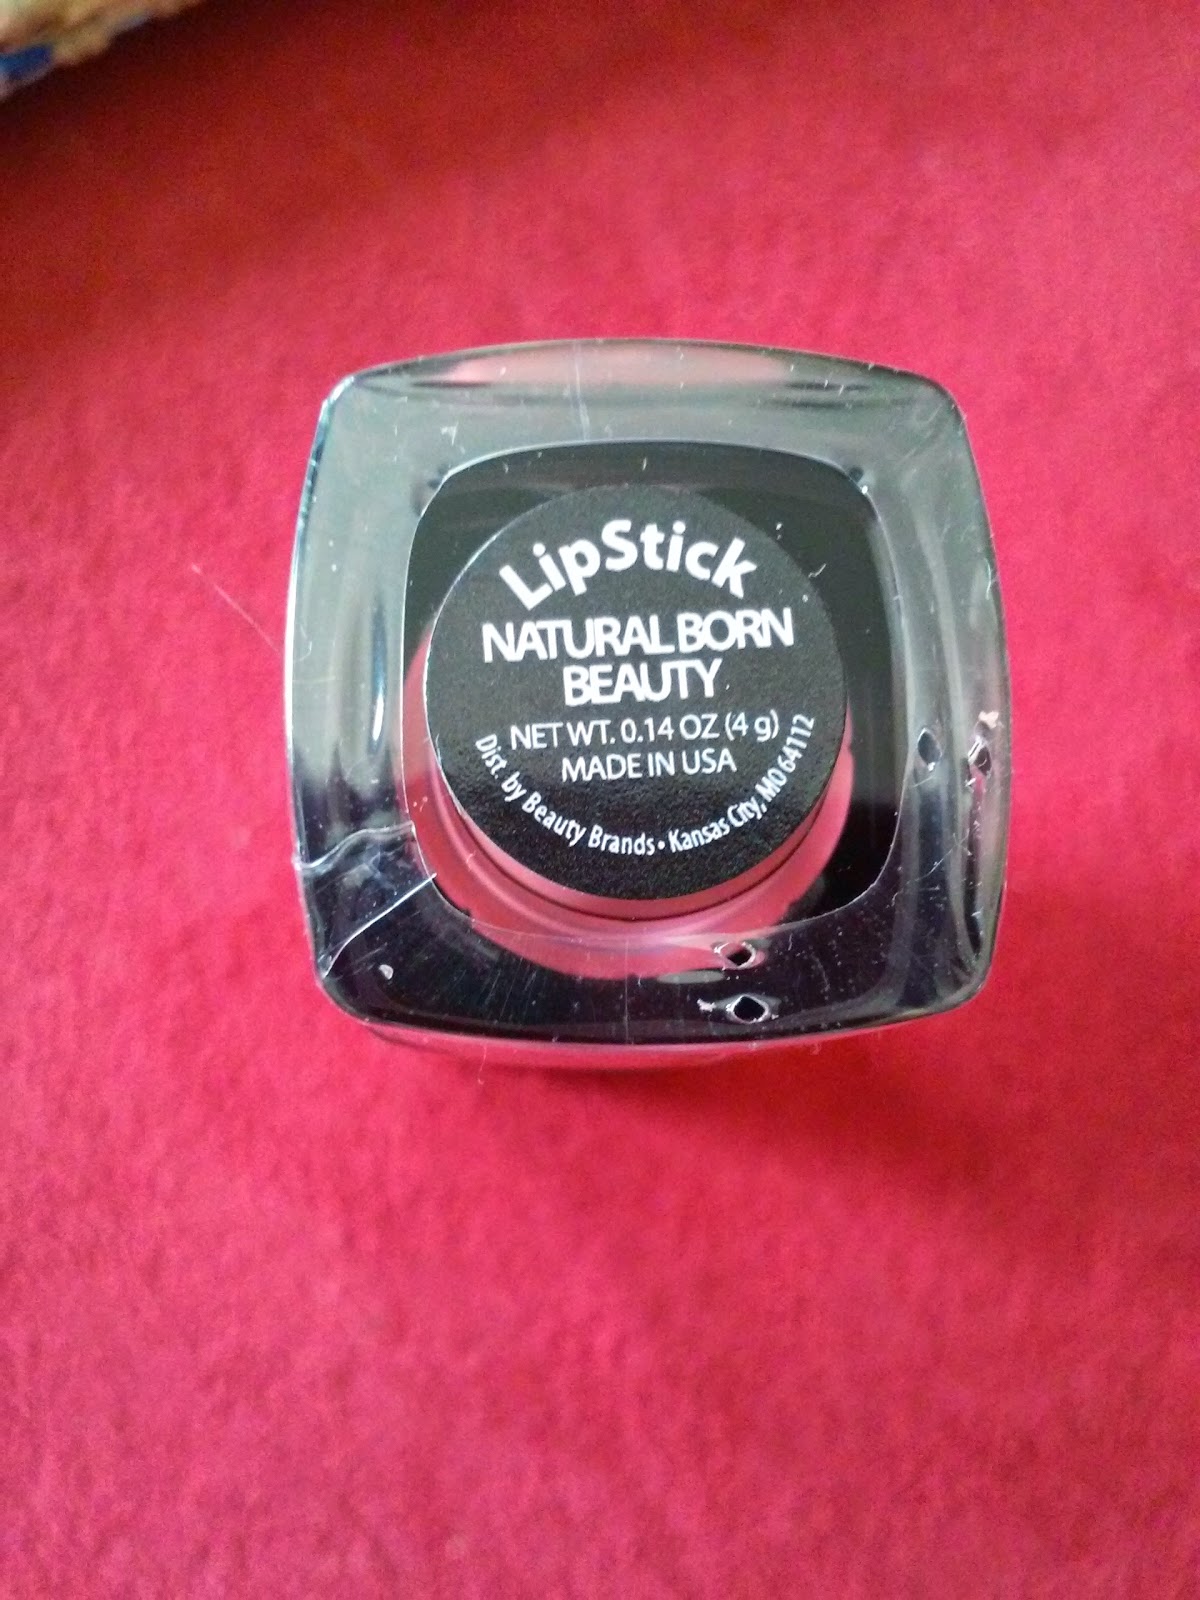 LipStick
NATURAL BORN
BEAUTY
NET WT. 0.14 OZ (4 g)
MADE IN USA
Dist. by Beauty Brands • Kansas City, MO 64112